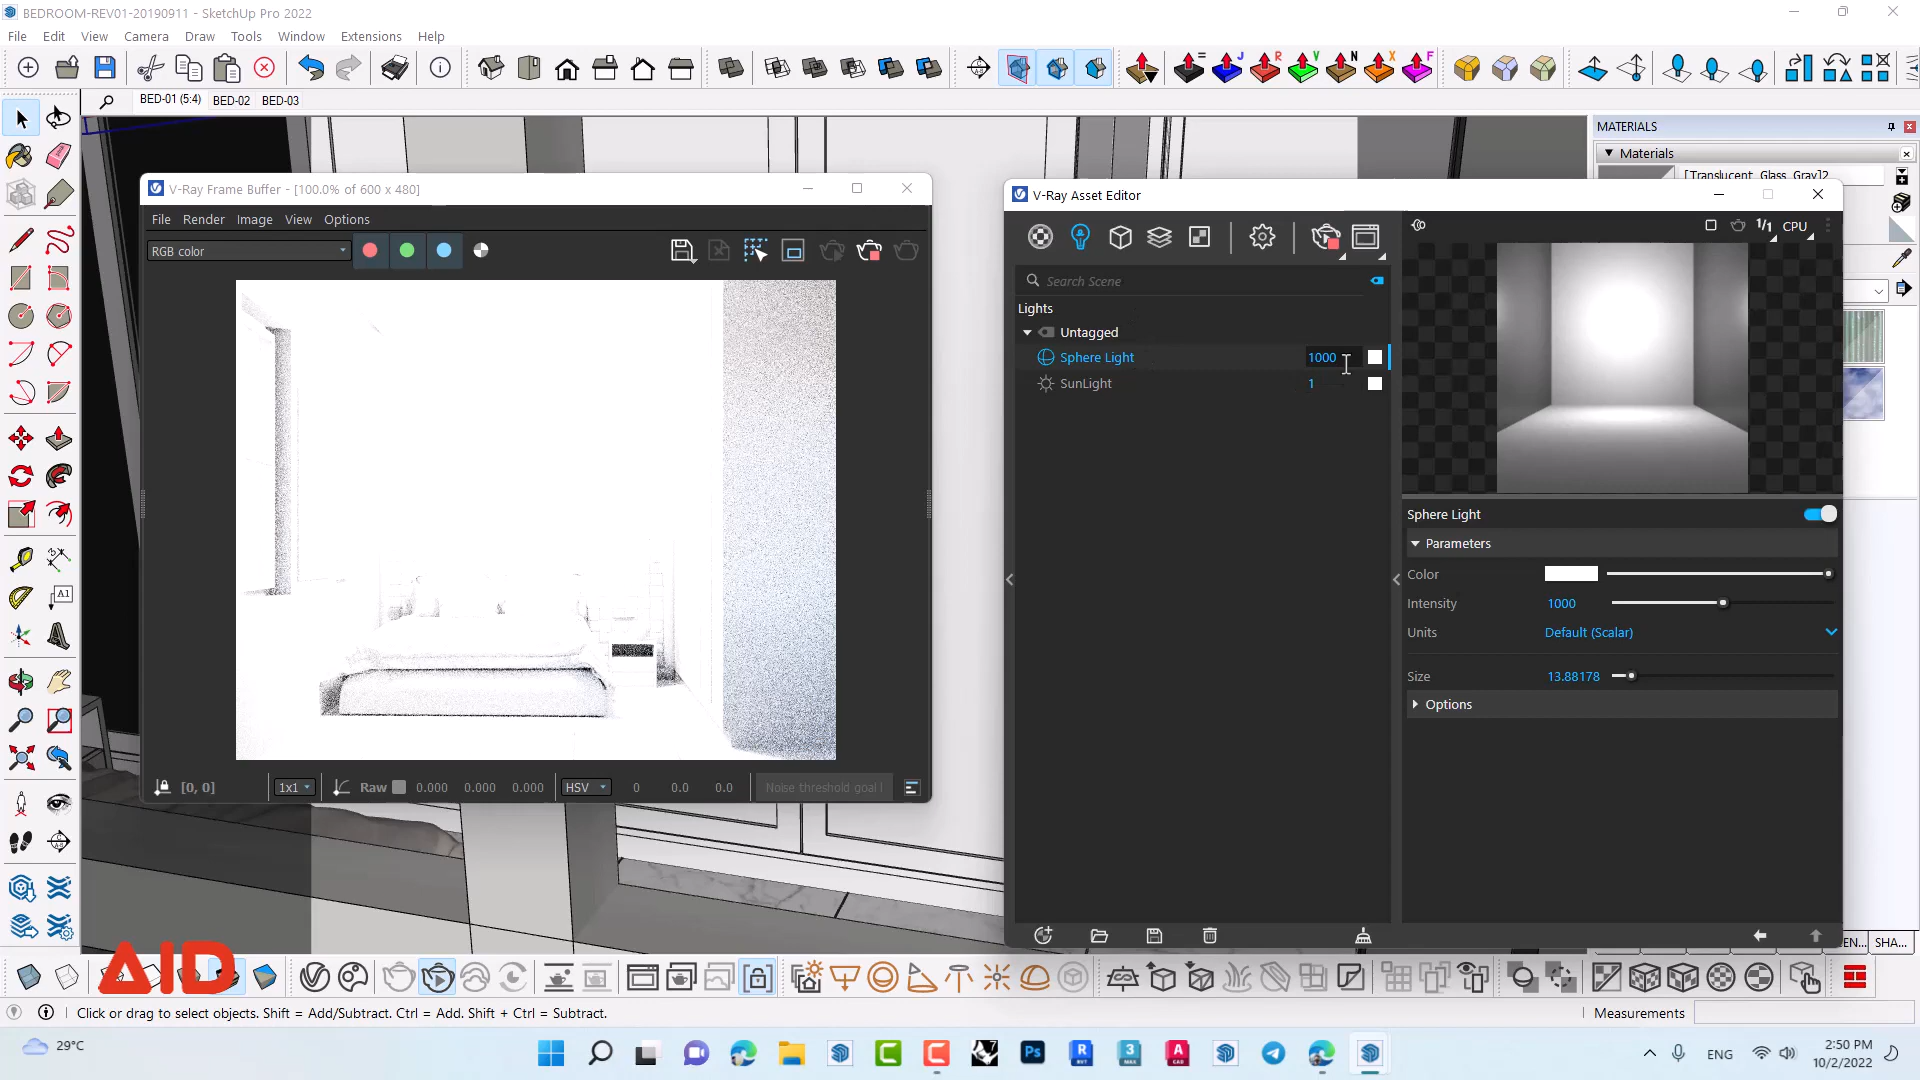 BEDROOM-REV01-20190911 - SketchUp Pro 2022
File Edit View Camera Draw Tools Window Extensions Help
BED-01 (5:4) BED-02 BED-03
MATERIALS
Materials
[Translucent_Glass_Gray]2
V-Ray Frame Buffer - [100.0% of 600 x 480]
File Render Image View Options
RGB color
[0, 0]
1x1
Raw
0.000 0.000 0.000
HSV
0 0.0 0.0
Noise threshold goal
V-Ray Asset Editor
1/1 CPU
Search Scene
Lights
Untagged
Sphere Light 1000
SunLight 1
Sphere Light
Parameters
Color
Intensity 1000
Units Default (Scalar)
Size 13.88178
Options
EN... SHA...
A1
AID
Click or drag to select objects. Shift = Add/Subtract. Ctrl = Add. Shift + Ctrl = Subtract.
Measurements
29°C
ENG
2:50 PM
10/2/2022